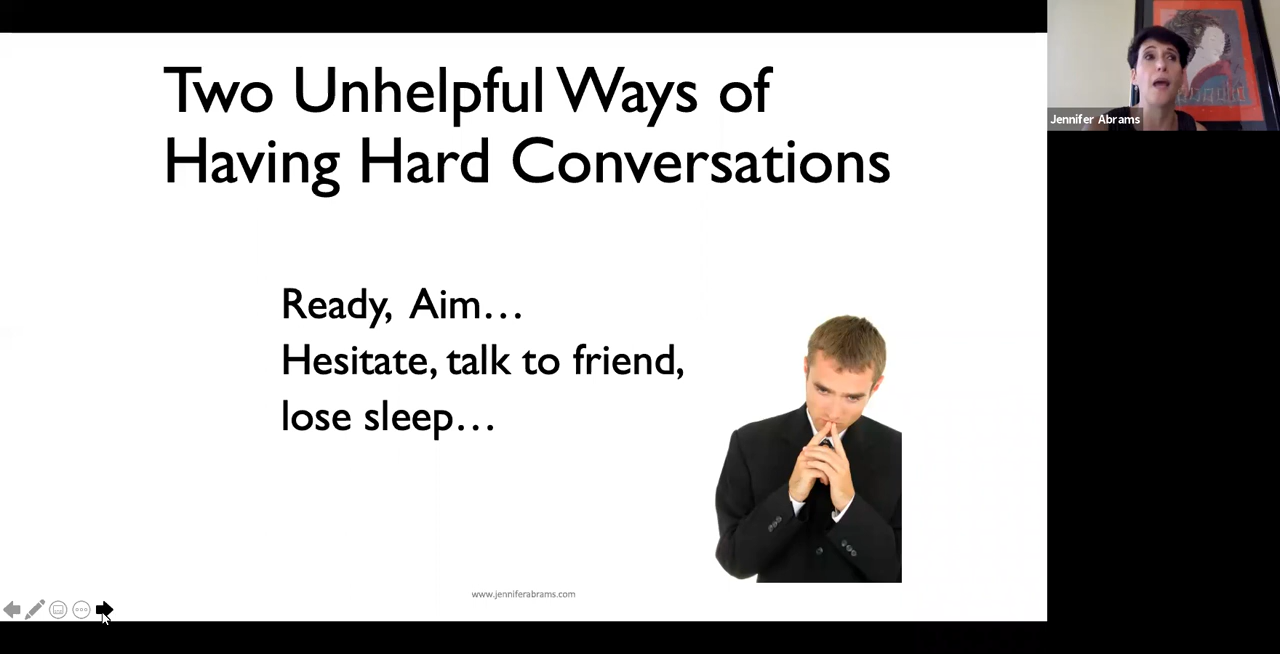 Two Unhelpful Ways of
Having Hard Conversations
Ready, Aim…
Hesitate, talk to friend,
lose sleep…
www.jenniferabrams.com
Jennifer Abrams